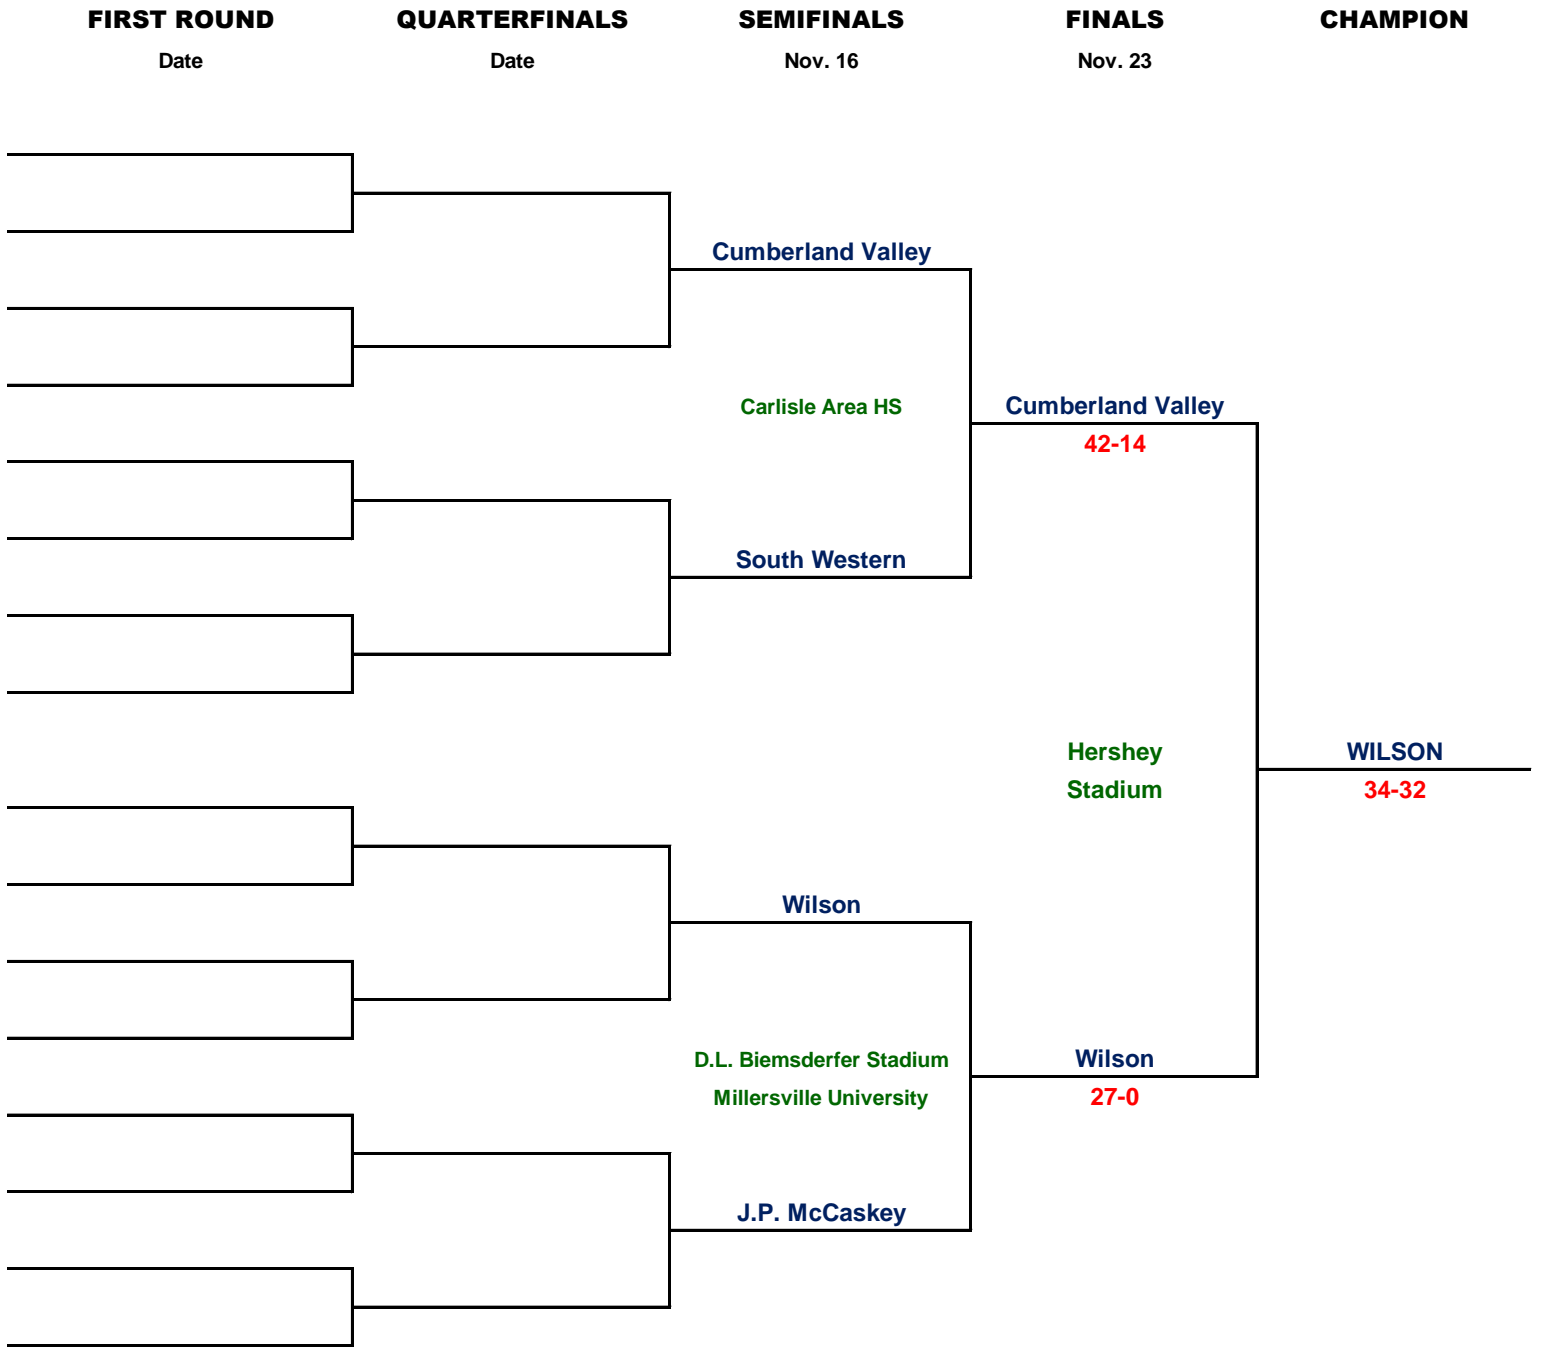 FIRST ROUND QUARTERFINALS SEMIFINALS FINALS CHAMPION
Date Date Nov. 16 Nov. 23
Cumberland Valley
Carlisle Area HS Cumberland Valley
42-14
South Western
Hershey WILSON
Stadium 34-32
Wilson
D.L. Biemsderfer Stadium Wilson
Millersville University 27-0
J.P. McCaskey